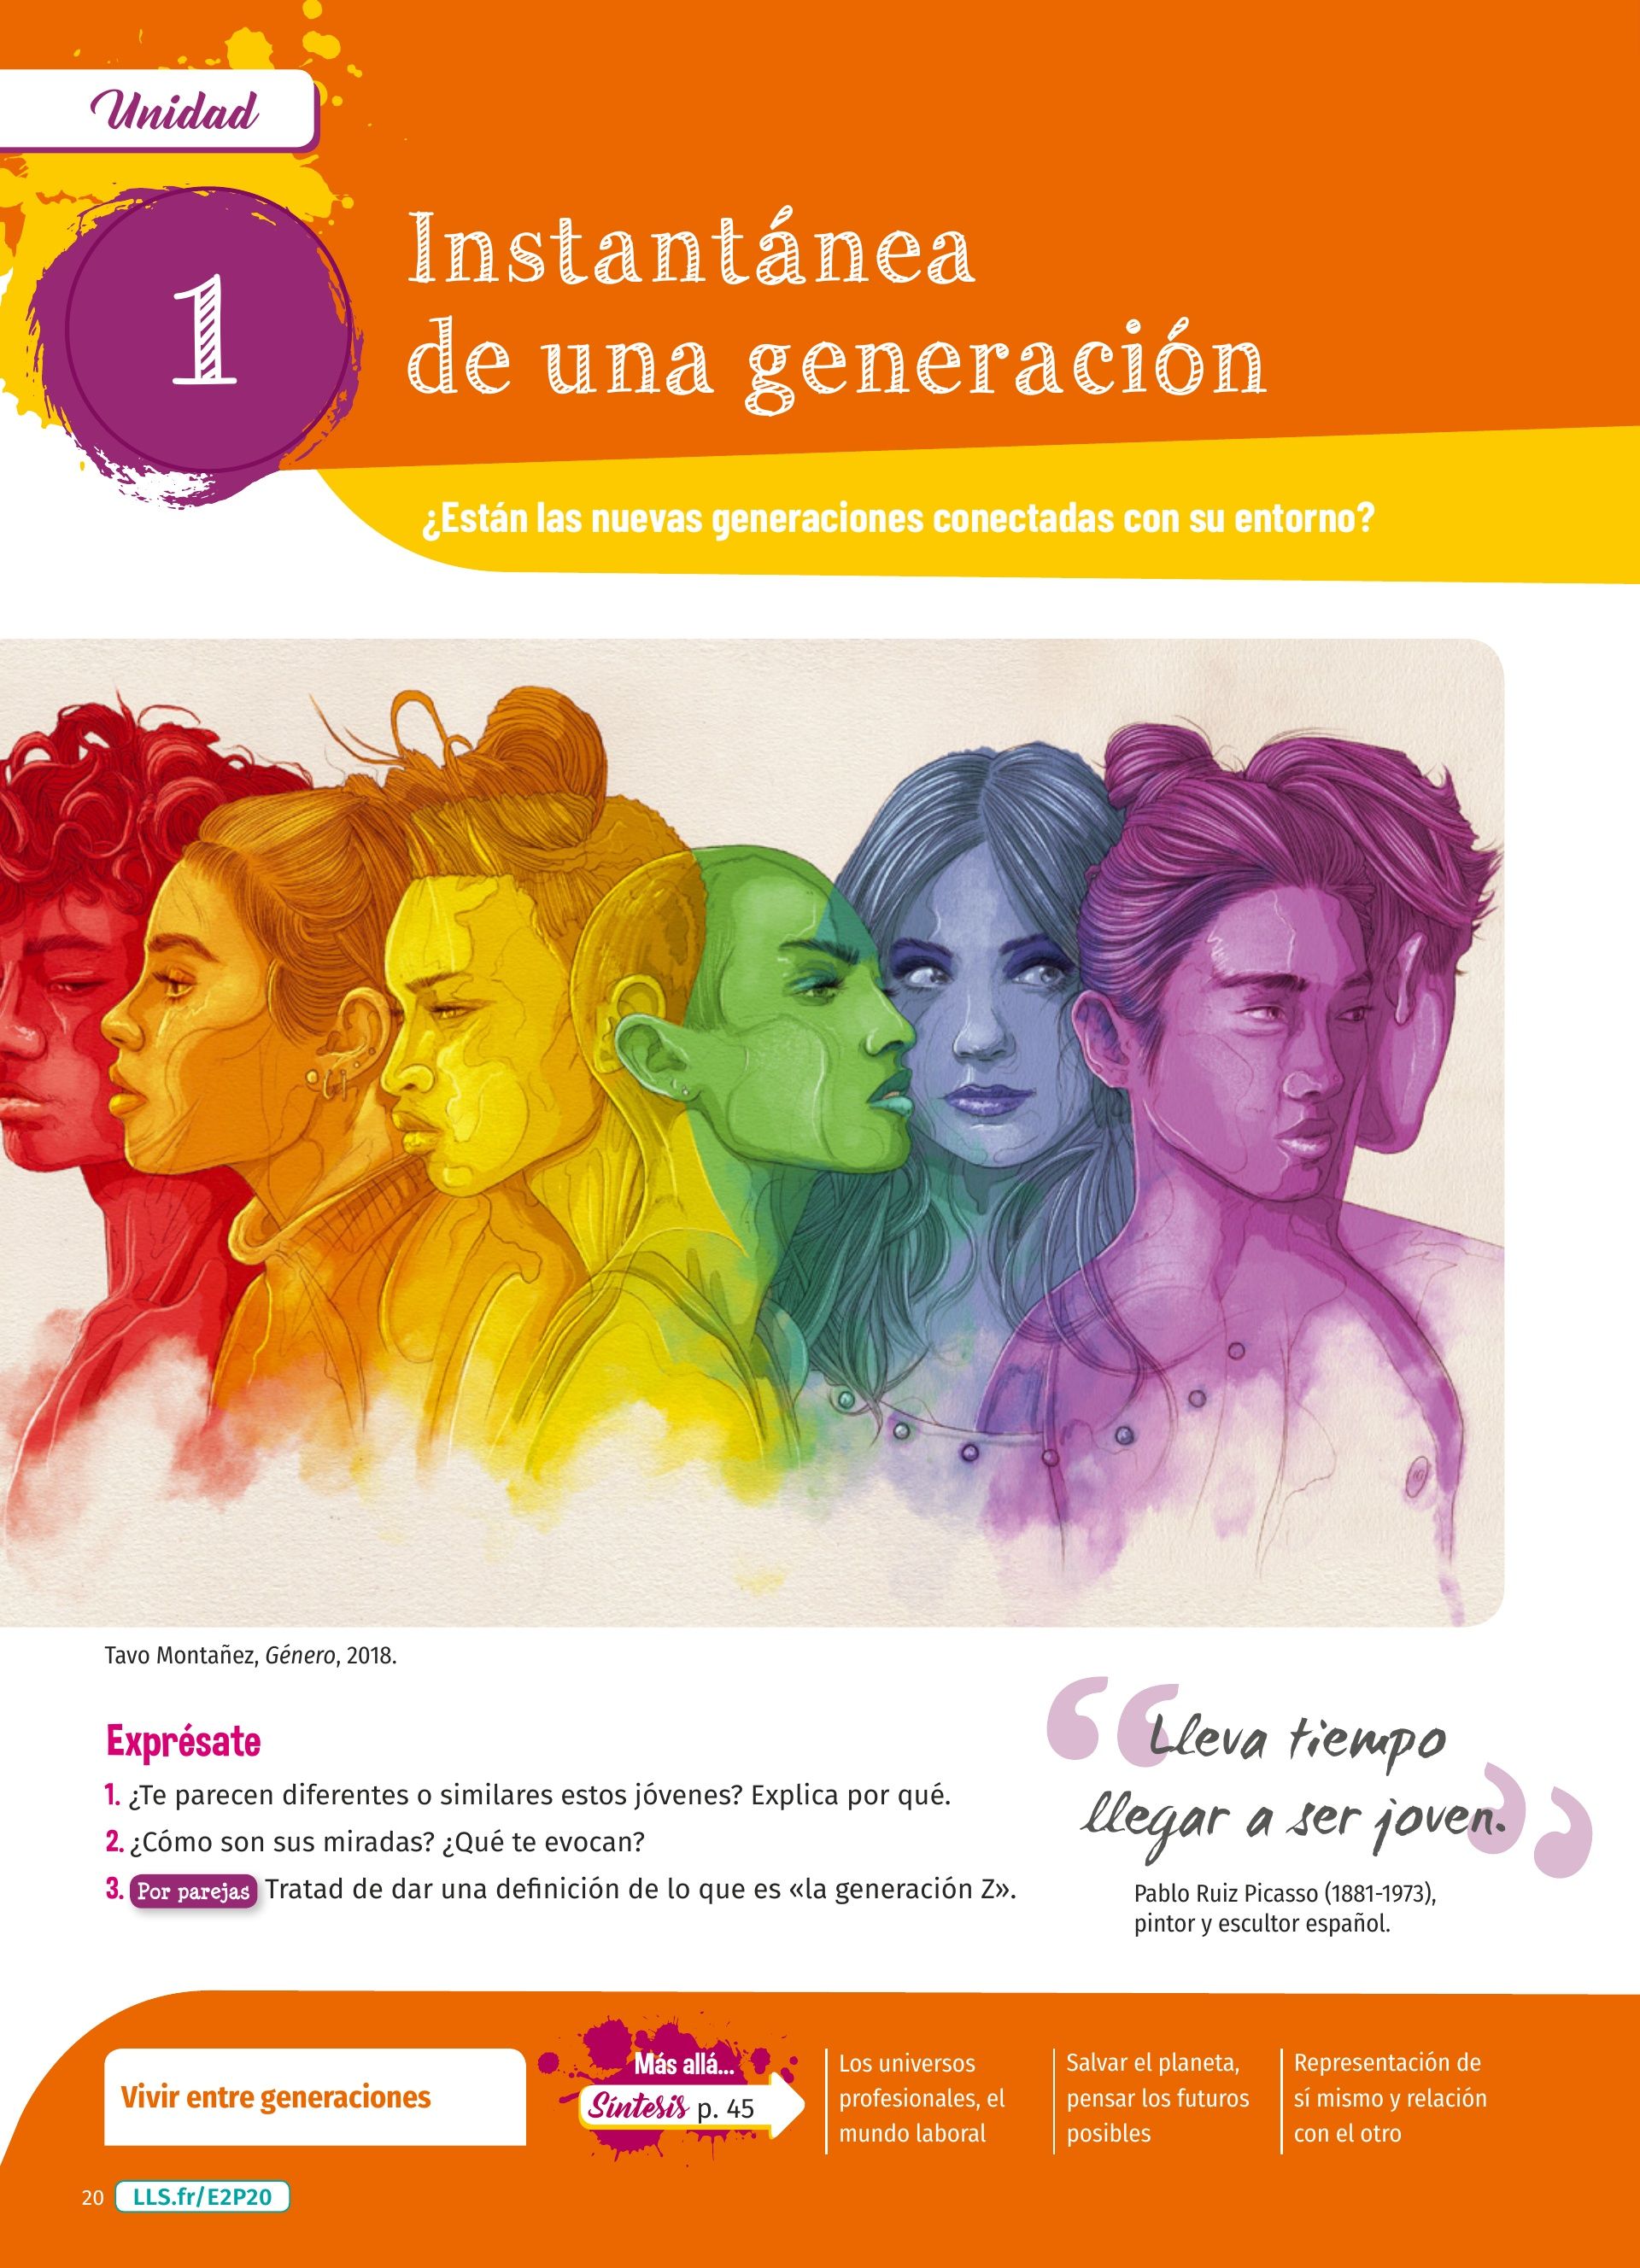 Unidad
1
Instantánea
de una generación
¿Están las nuevas generaciones conectadas con su entorno?
Tavo Montañez, Género, 2018.
Exprésate
1. ¿Te parecen diferentes o similares estos jóvenes? Explica por qué.
2. ¿Cómo son sus miradas? ¿Qué te evocan?
3. Por parejas Tratad de dar una definición de lo que es «la generación Z».
“Lleva tiempo
llegar a ser joven.”
Pablo Ruiz Picasso (1881-1973),
pintor y escultor español.
Vivir entre generaciones
Más allá...
Síntesis p. 45
Los universos
profesionales, el
mundo laboral
Salvar el planeta,
pensar los futuros
posibles
Representación de
sí mismo y relación
con el otro
20 LLS.fr/E2P20